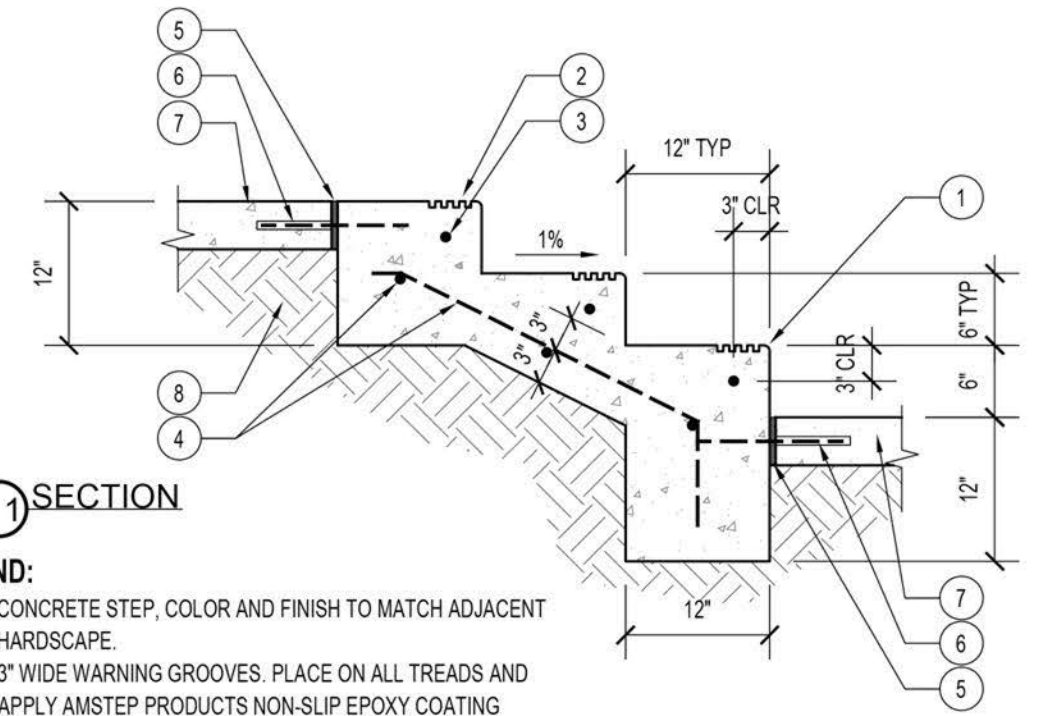 5
6
7
2
3
12" TYP
3" CLR
1
1%
12"
6" TYP
3"
3"
3" CLR
6"
8
4
12"
1 SECTION
12"
7
6
5
ND:
CONCRETE STEP, COLOR AND FINISH TO MATCH ADJACENT
HARDSCAPE.
3" WIDE WARNING GROOVES. PLACE ON ALL TREADS AND
APPLY AMSTEP PRODUCTS NON-SLIP EPOXY COATING